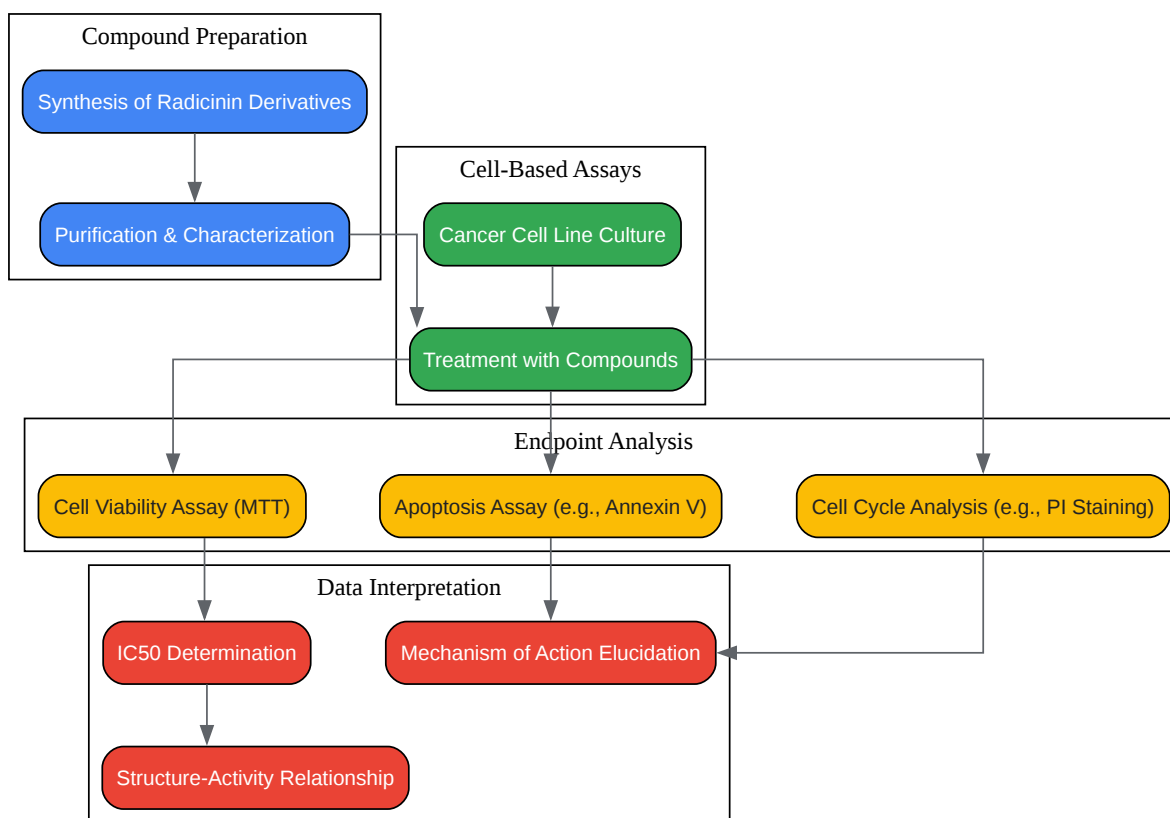 Compound Preparation
Synthesis of Radicinin Derivatives
Purification & Characterization
Cell-Based Assays
Cancer Cell Line Culture
Treatment with Compounds
Endpoint Analysis
Cell Viability Assay (MTT)
Apoptosis Assay (e.g., Annexin V)
Cell Cycle Analysis (e.g., PI Staining)
Data Interpretation
IC50 Determination
Mechanism of Action Elucidation
Structure-Activity Relationship